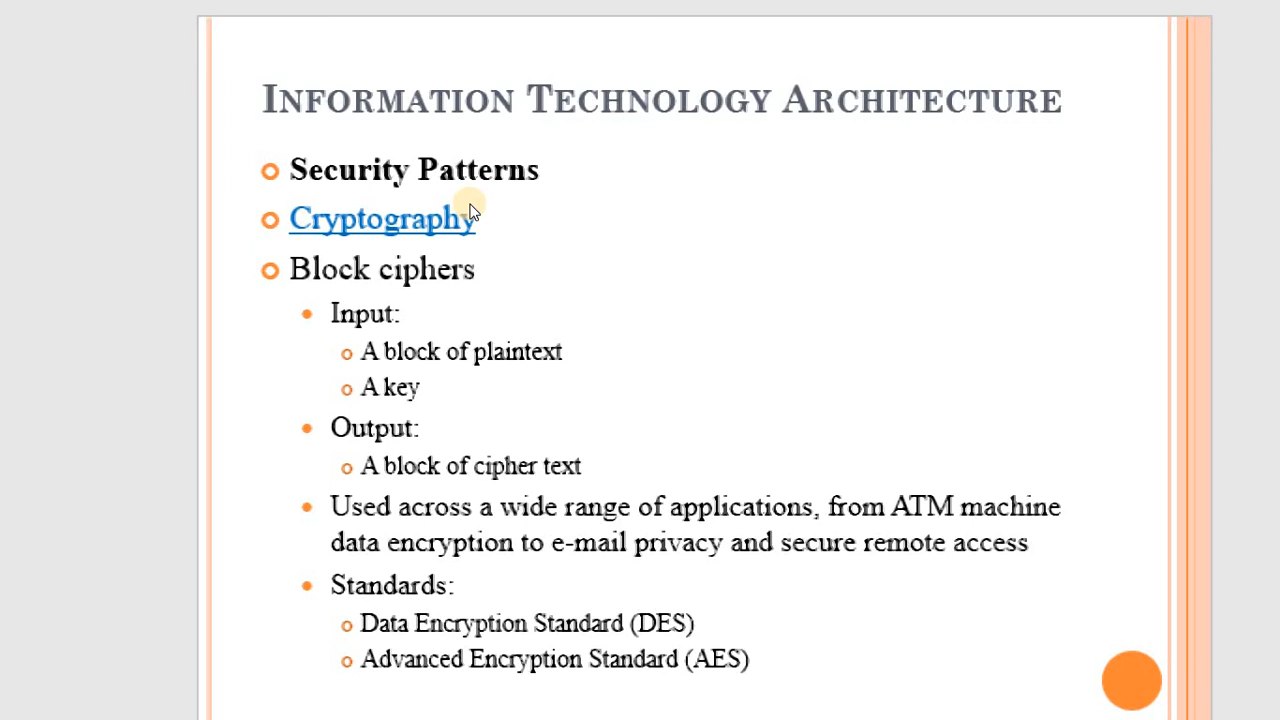 INFORMATION TECHNOLOGY ARCHITECTURE
Security Patterns
Cryptography
Block ciphers
Input:
A block of plaintext
A key
Output:
A block of cipher text
Used across a wide range of applications, from ATM machine
data encryption to e-mail privacy and secure remote access
Standards:
Data Encryption Standard (DES)
Advanced Encryption Standard (AES)